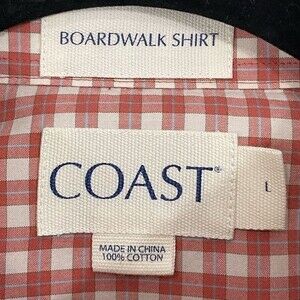 BOARDWALK SHIRT
COAST®
L
MADE IN CHINA
100% COTTON